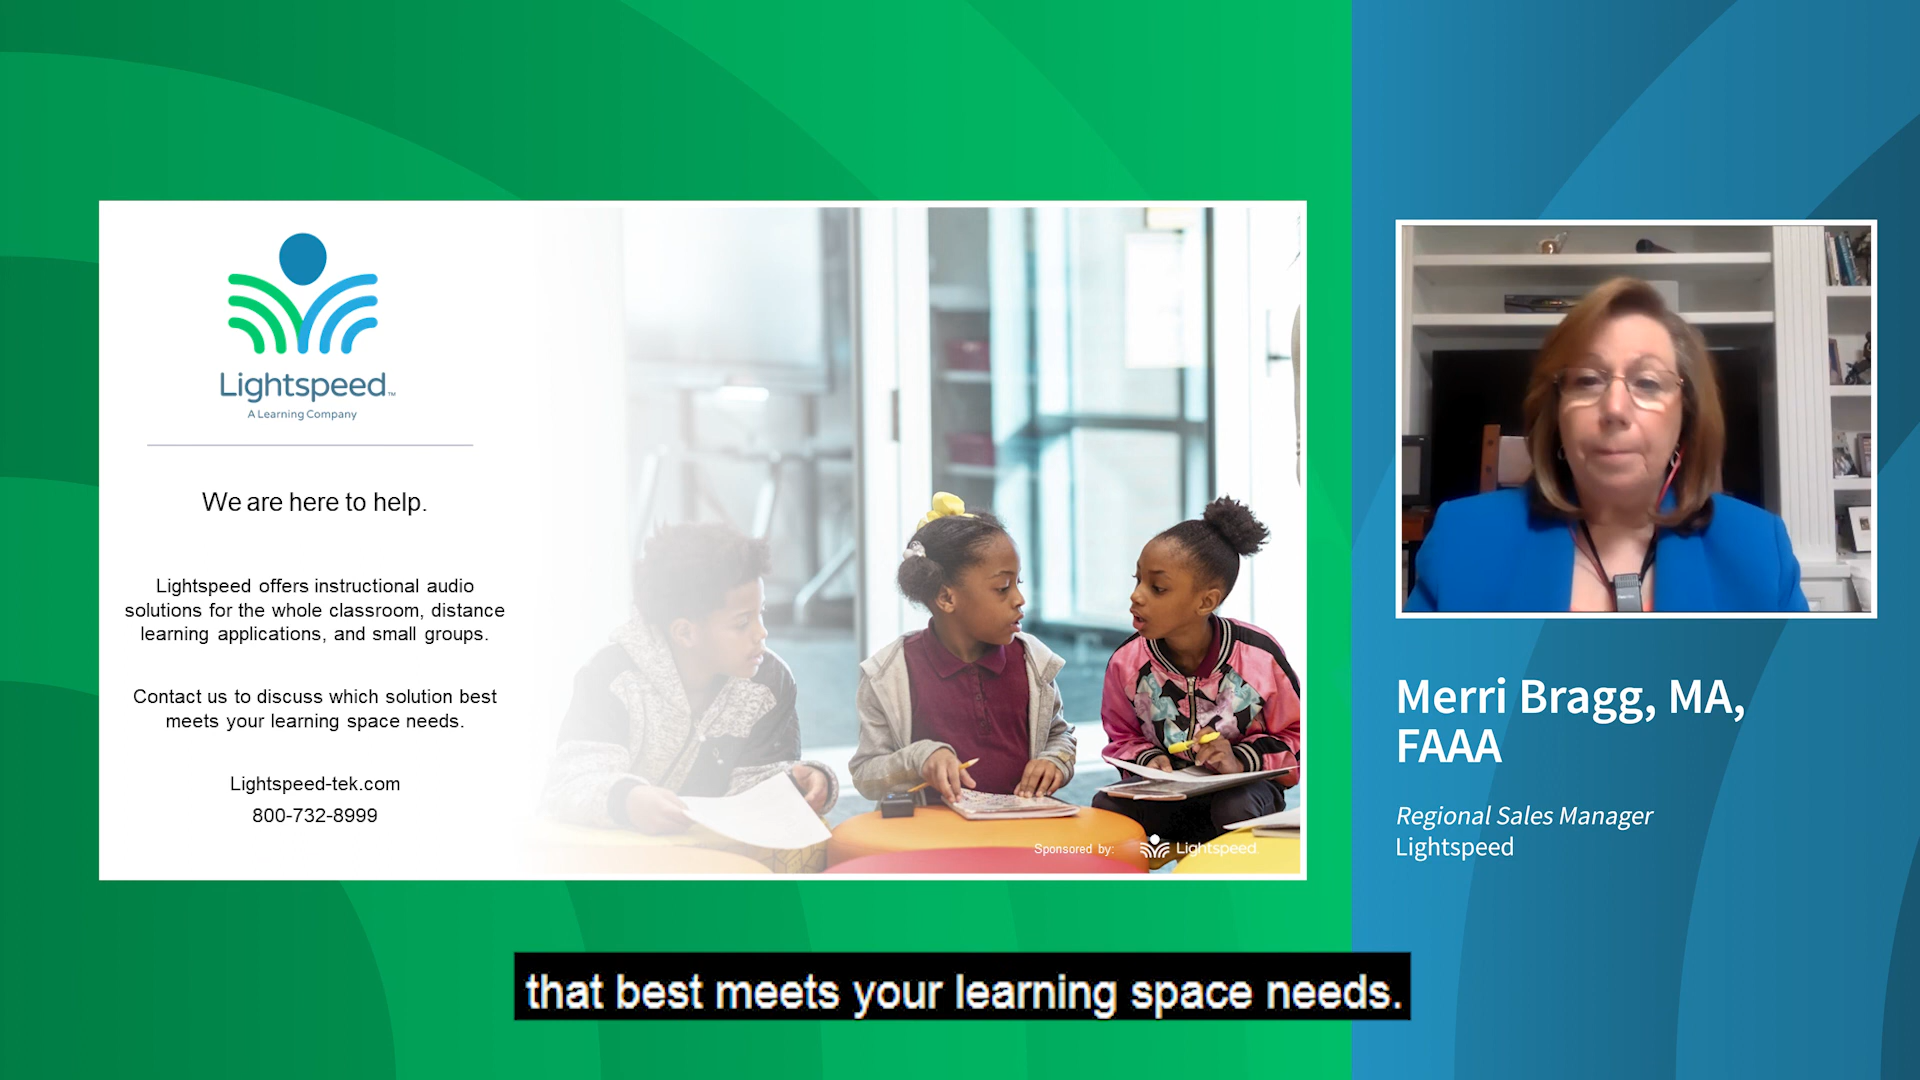 Lightspeed™
A Learning Company
We are here to help.
Lightspeed offers instructional audio
solutions for the whole classroom, distance
learning applications, and small groups.
Contact us to discuss which solution best
meets your learning space needs.
Lightspeed-tek.com
800-732-8999
Sponsored by: Lightspeed
Merri Bragg, MA,
FAAA
Regional Sales Manager
Lightspeed
that best meets your learning space needs.